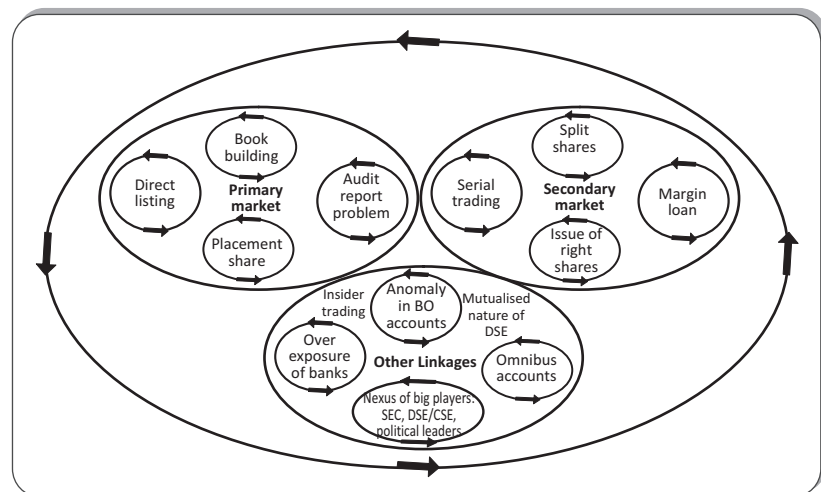 Book
building
Direct
listing
Primary
market
Audit
report
problem
Placement
share
Split
shares
Serial
trading
Secondary
market
Margin
loan
Issue of
right
shares
Insider
trading
Anomaly
in BO
accounts
Mutualised
nature of
DSE
Over
exposure
of banks
Other Linkages
Omnibus
accounts
Nexus of big players:
SEC, DSE/CSE,
political leaders